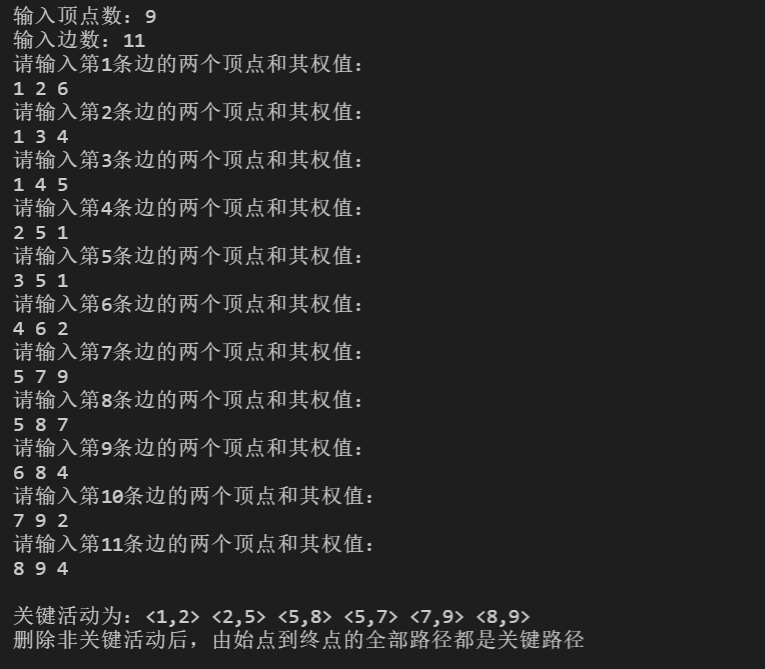 输入顶点数：9
输入边数：11
请输入第1条边的两个顶点和其权值：
1 2 6
请输入第2条边的两个顶点和其权值：
1 3 4
请输入第3条边的两个顶点和其权值：
1 4 5
请输入第4条边的两个顶点和其权值：
2 5 1
请输入第5条边的两个顶点和其权值：
3 5 1
请输入第6条边的两个顶点和其权值：
4 6 2
请输入第7条边的两个顶点和其权值：
5 7 9
请输入第8条边的两个顶点和其权值：
5 8 7
请输入第9条边的两个顶点和其权值：
6 8 4
请输入第10条边的两个顶点和其权值：
7 9 2
请输入第11条边的两个顶点和其权值：
8 9 4
关键活动为：<1,2> <2,5> <5,8> <5,7> <7,9> <8,9>
删除非关键活动后，由始点到终点的全部路径都是关键路径